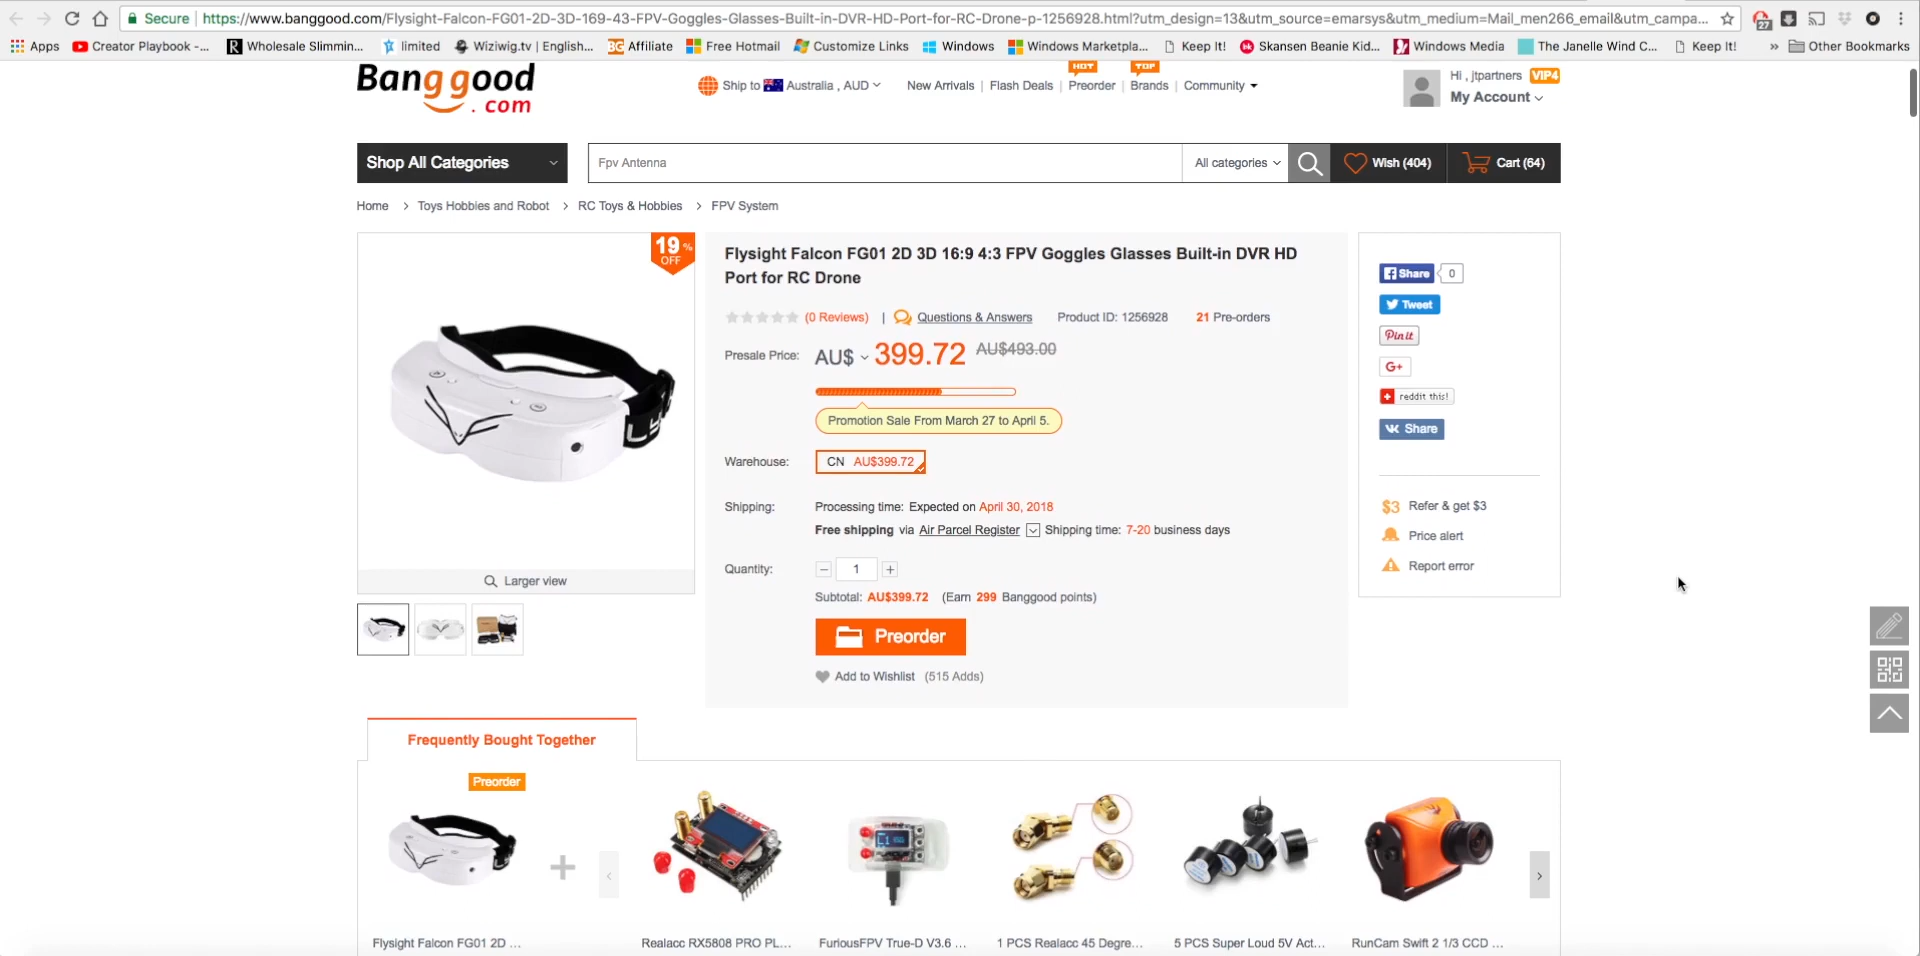 Secure | https://www.banggood.com/Flysight-Falcon-FG01-2D-3D-169-43-FPV-Goggles-Glasses-Built-in-DVR-HD-Port-for-RC-Drone-p-1256928.html?utm_design=13&utm_source=emarsys&utm_medium=Mail_men266_email&utm_campa...
27
Apps Creator Playbook -... Wholesale Slimmin... limited Wiziwig.tv | English... BG Affiliate Free Hotmail Customize Links Windows Windows Marketpla... Keep It! Skansen Beanie Kid... Windows Media The Janelle Wind C... Keep It! » Other Bookmarks
Banggood
.com
Ship to Australia , AUD
New Arrivals | Flash Deals | HOT Preorder | TOP Brands | Community
Hi , jtpartners VIP4
My Account
Shop All Categories
Fpv Antenna
All categories
Wish (404)
Cart (64)
Home > Toys Hobbies and Robot > RC Toys & Hobbies > FPV System
19 %
OFF
Larger view
Flysight Falcon FG01 2D 3D 16:9 4:3 FPV Goggles Glasses Built-in DVR HD
Port for RC Drone
(0 Reviews) | Questions & Answers Product ID: 1256928 21 Pre-orders
Presale Price: AU$ 399.72 AU$493.00
Promotion Sale From March 27 to April 5.
Warehouse: CN AU$399.72
Shipping: Processing time: Expected on April 30, 2018
Free shipping via Air Parcel Register Shipping time: 7-20 business days
Quantity: − 1 +
Subtotal: AU$399.72 (Earn 299 Banggood points)
Preorder
Add to Wishlist (515 Adds)
Share 0
Tweet
Pin it
G+
reddit this!
Share
$3 Refer & get $3
Price alert
Report error
Frequently Bought Together
Preorder
Flysight Falcon FG01 2D ...
Realacc RX5808 PRO PL...
FuriousFPV True-D V3.6 ...
1 PCS Realacc 45 Degre...
5 PCS Super Loud 5V Act...
RunCam Swift 2 1/3 CCD ...